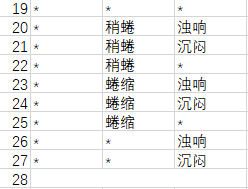 19 * * *
20 * 稍蜷 浊响
21 * 稍蜷 沉闷
22 * 稍蜷 *
23 * 蜷缩 浊响
24 * 蜷缩 沉闷
25 * 蜷缩 *
26 * * 浊响
27 * * 沉闷
28